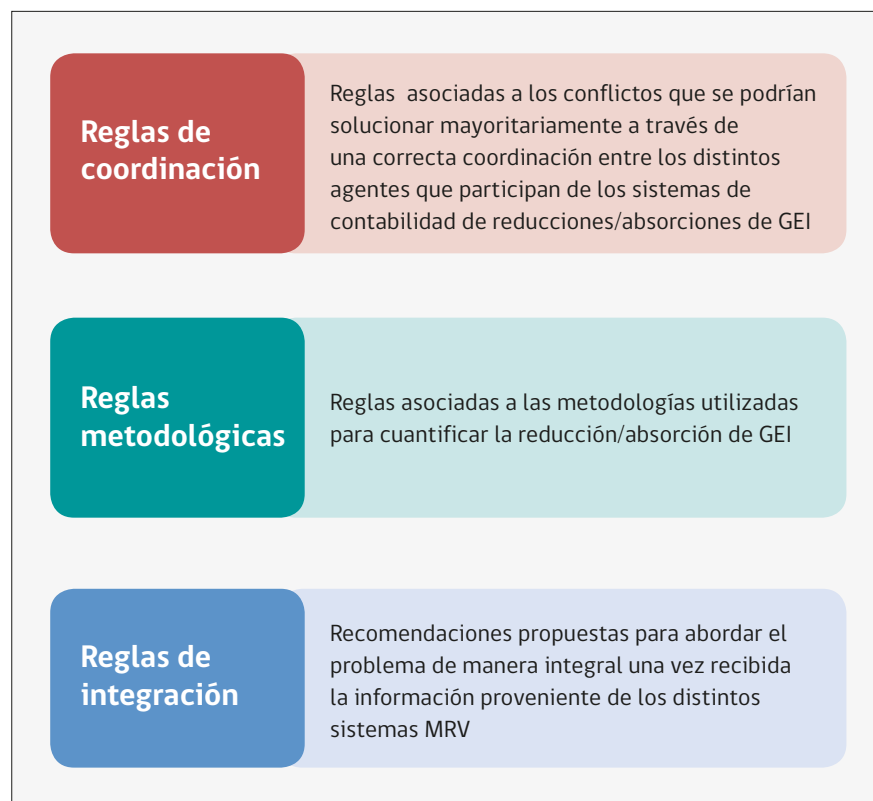 Reglas de
coordinación
Reglas asociadas a los conflictos que se podrían
solucionar mayoritariamente a través de
una correcta coordinación entre los distintos
agentes que participan de los sistemas de
contabilidad de reducciones/absorciones de GEI
Reglas
metodológicas
Reglas asociadas a las metodologías utilizadas
para cuantificar la reducción/absorción de GEI
Reglas de
integración
Recomendaciones propuestas para abordar el
problema de manera integral una vez recibida
la información proveniente de los distintos
sistemas MRV